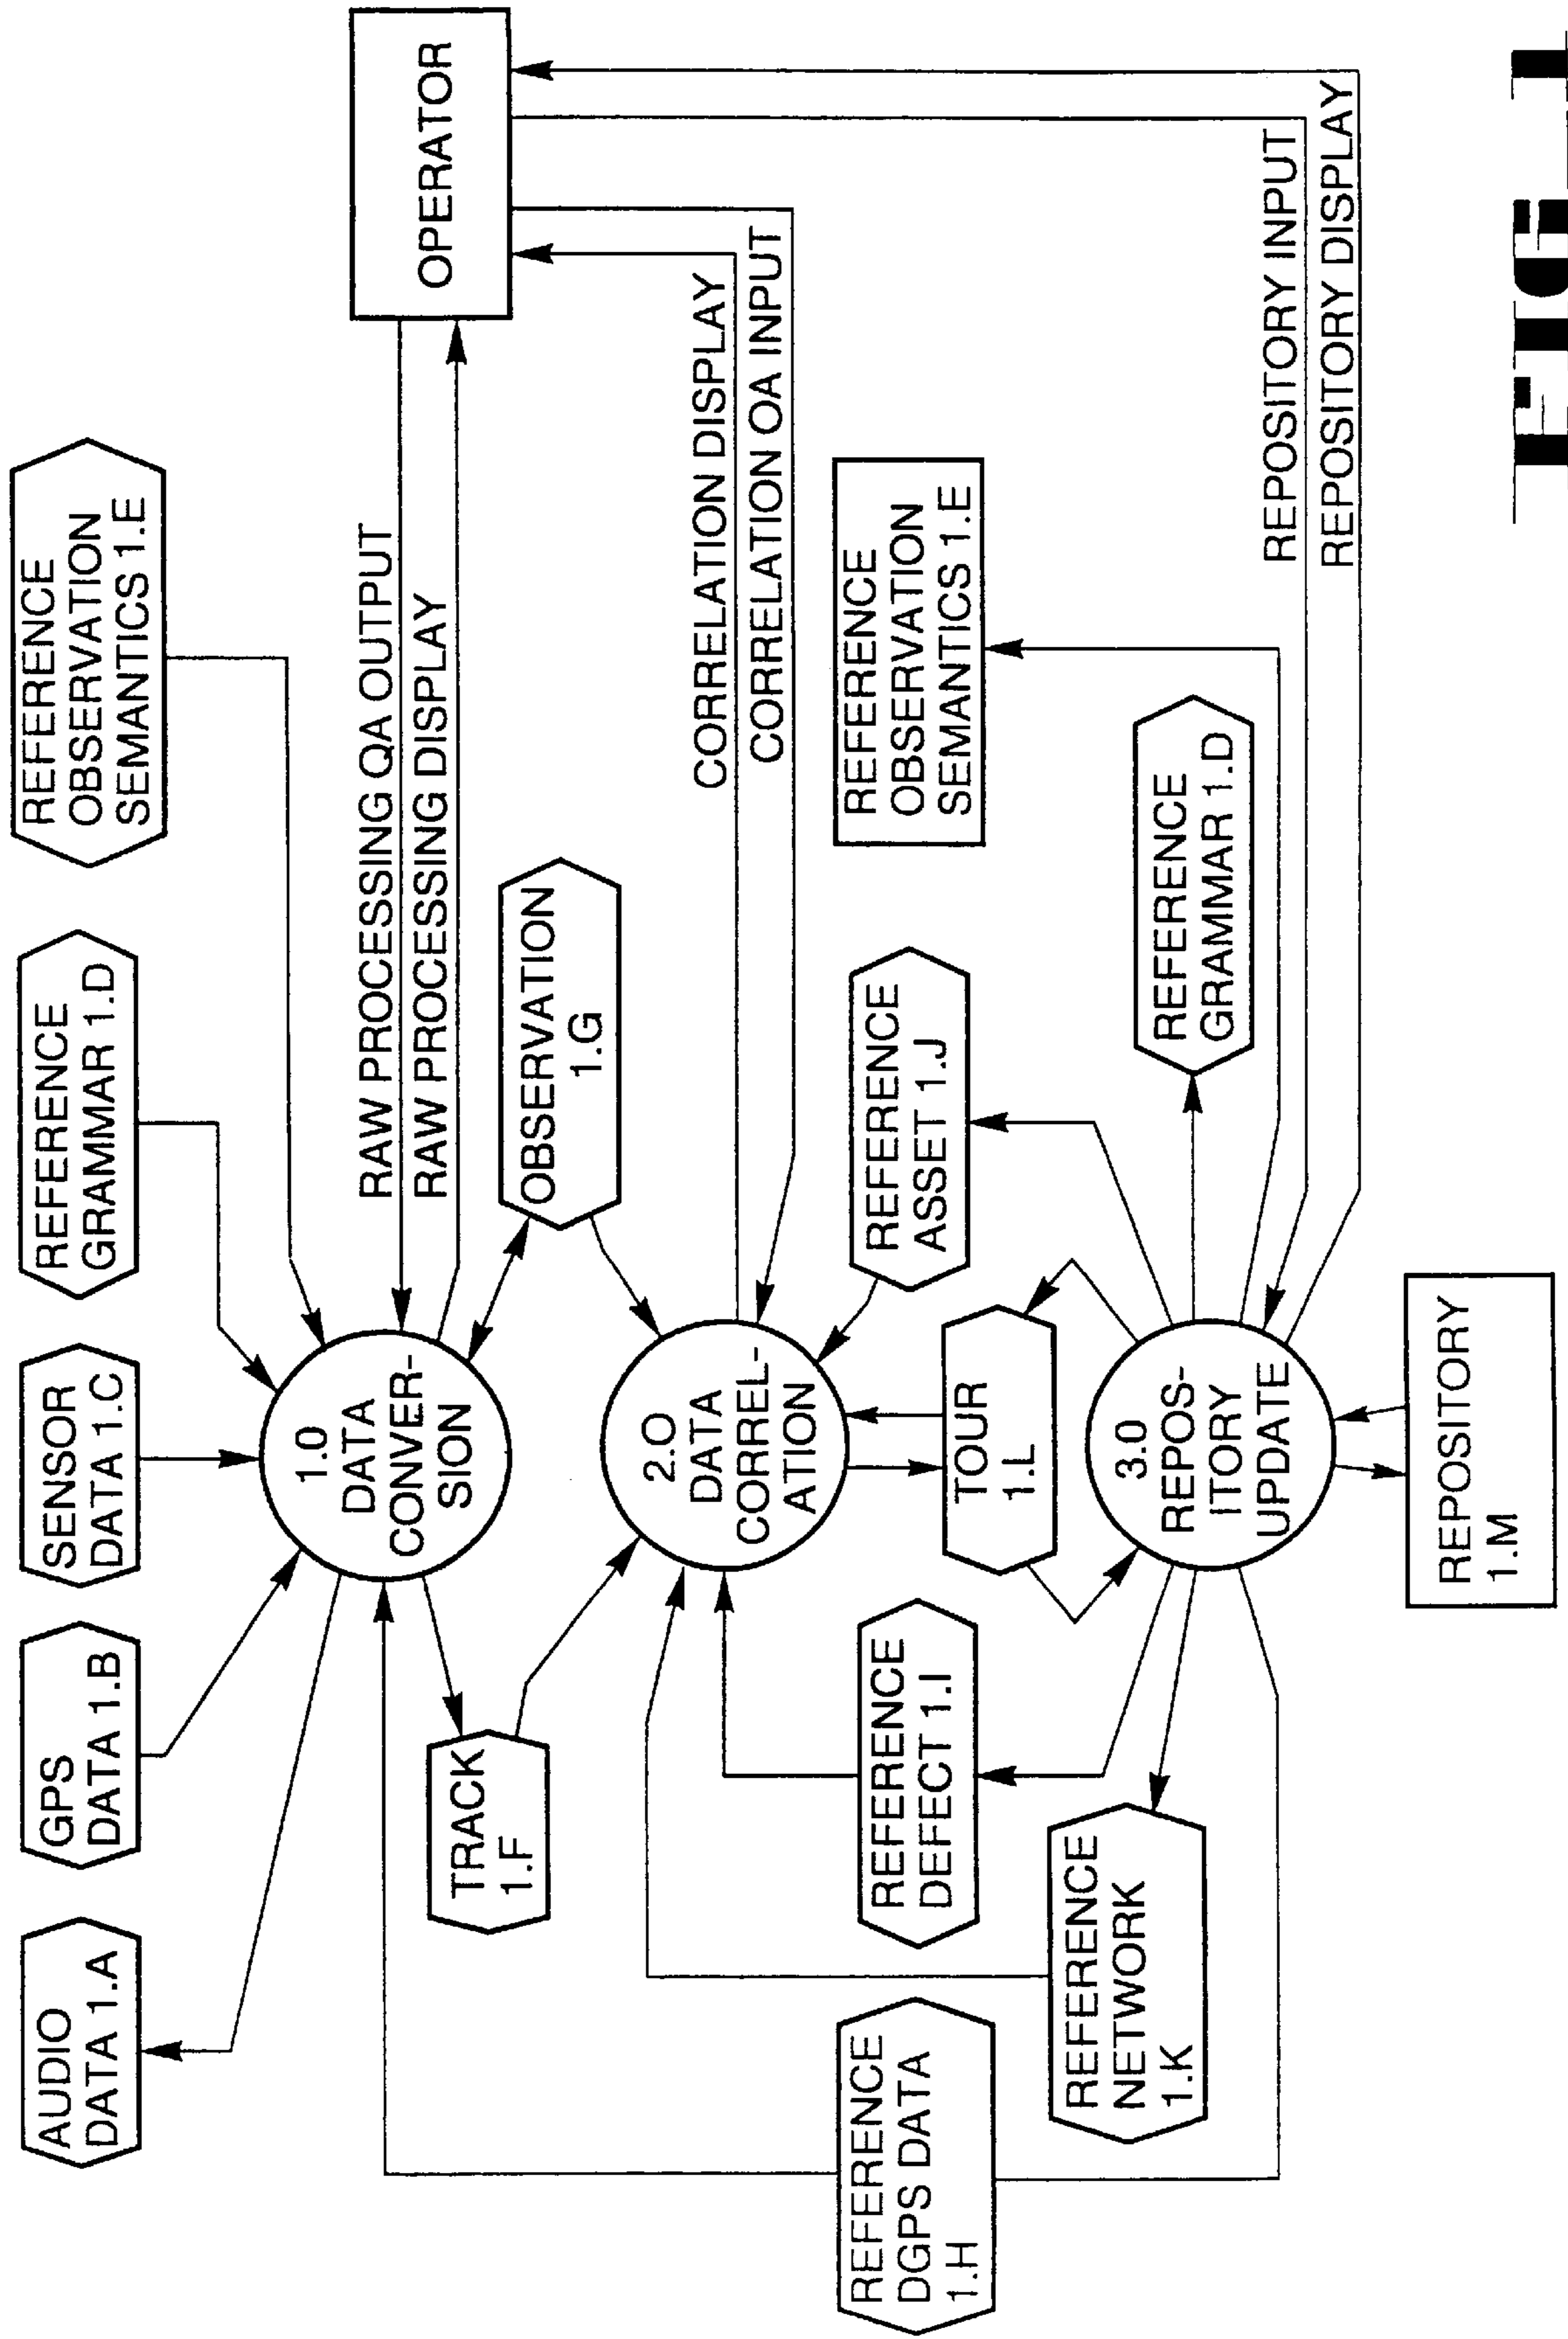 AUDIO
DATA 1.A
GPS
DATA 1.B
SENSOR
DATA 1.C
REFERENCE
GRAMMAR 1.D
REFERENCE
OBSERVATION
SEMANTICS 1.E
RAW PROCESSING QA OUTPUT
RAW PROCESSING DISPLAY
OPERATOR
1.0
DATA
CONVER-
SION
TRACK
1.F
OBSERVATION
1.G
CORRELATION DISPLAY
CORRELATION OA INPUT
2.O
DATA
CORREL-
ATION
REFERENCE
DGPS DATA
1.H
REFERENCE
DEFECT 1.I
TOUR
1.L
REFERENCE
ASSET 1.J
REFERENCE
OBSERVATION
SEMANTICS 1.E
REFERENCE
NETWORK
1.K
3.0
REPOS-
ITORY
UPDATE
REFERENCE
GRAMMAR 1.D
REPOSITORY INPUT
REPOSITORY DISPLAY
REPOSITORY
1.M
FIG 1